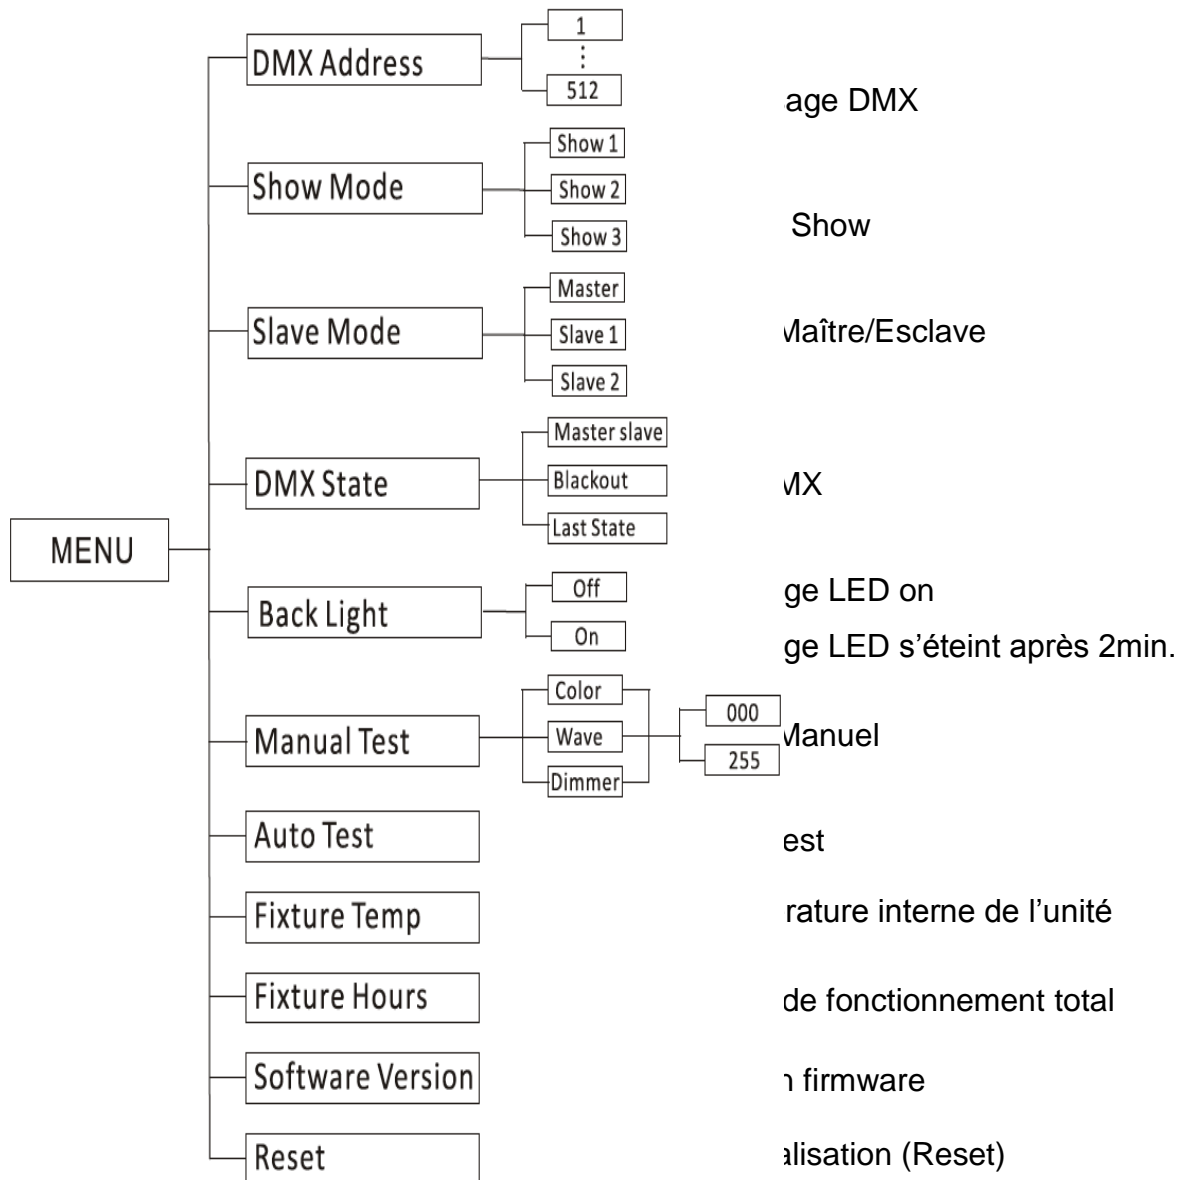 1
DMX Address
512
age DMX
Show 1
Show Mode
Show 2
Show 3
Show
Master
Slave Mode
Slave 1
Maître/Esclave
Slave 2
Master slave
DMX State
Blackout
MX
Last State
MENU
Off
Back Light
ge LED on
On
ge LED s’éteint après 2min.
Color
000
Manual Test
Wave
Manuel
255
Dimmer
Auto Test
est
Fixture Temp
rature interne de l’unité
Fixture Hours
de fonctionnement total
Software Version
n firmware
Reset
alisation (Reset)